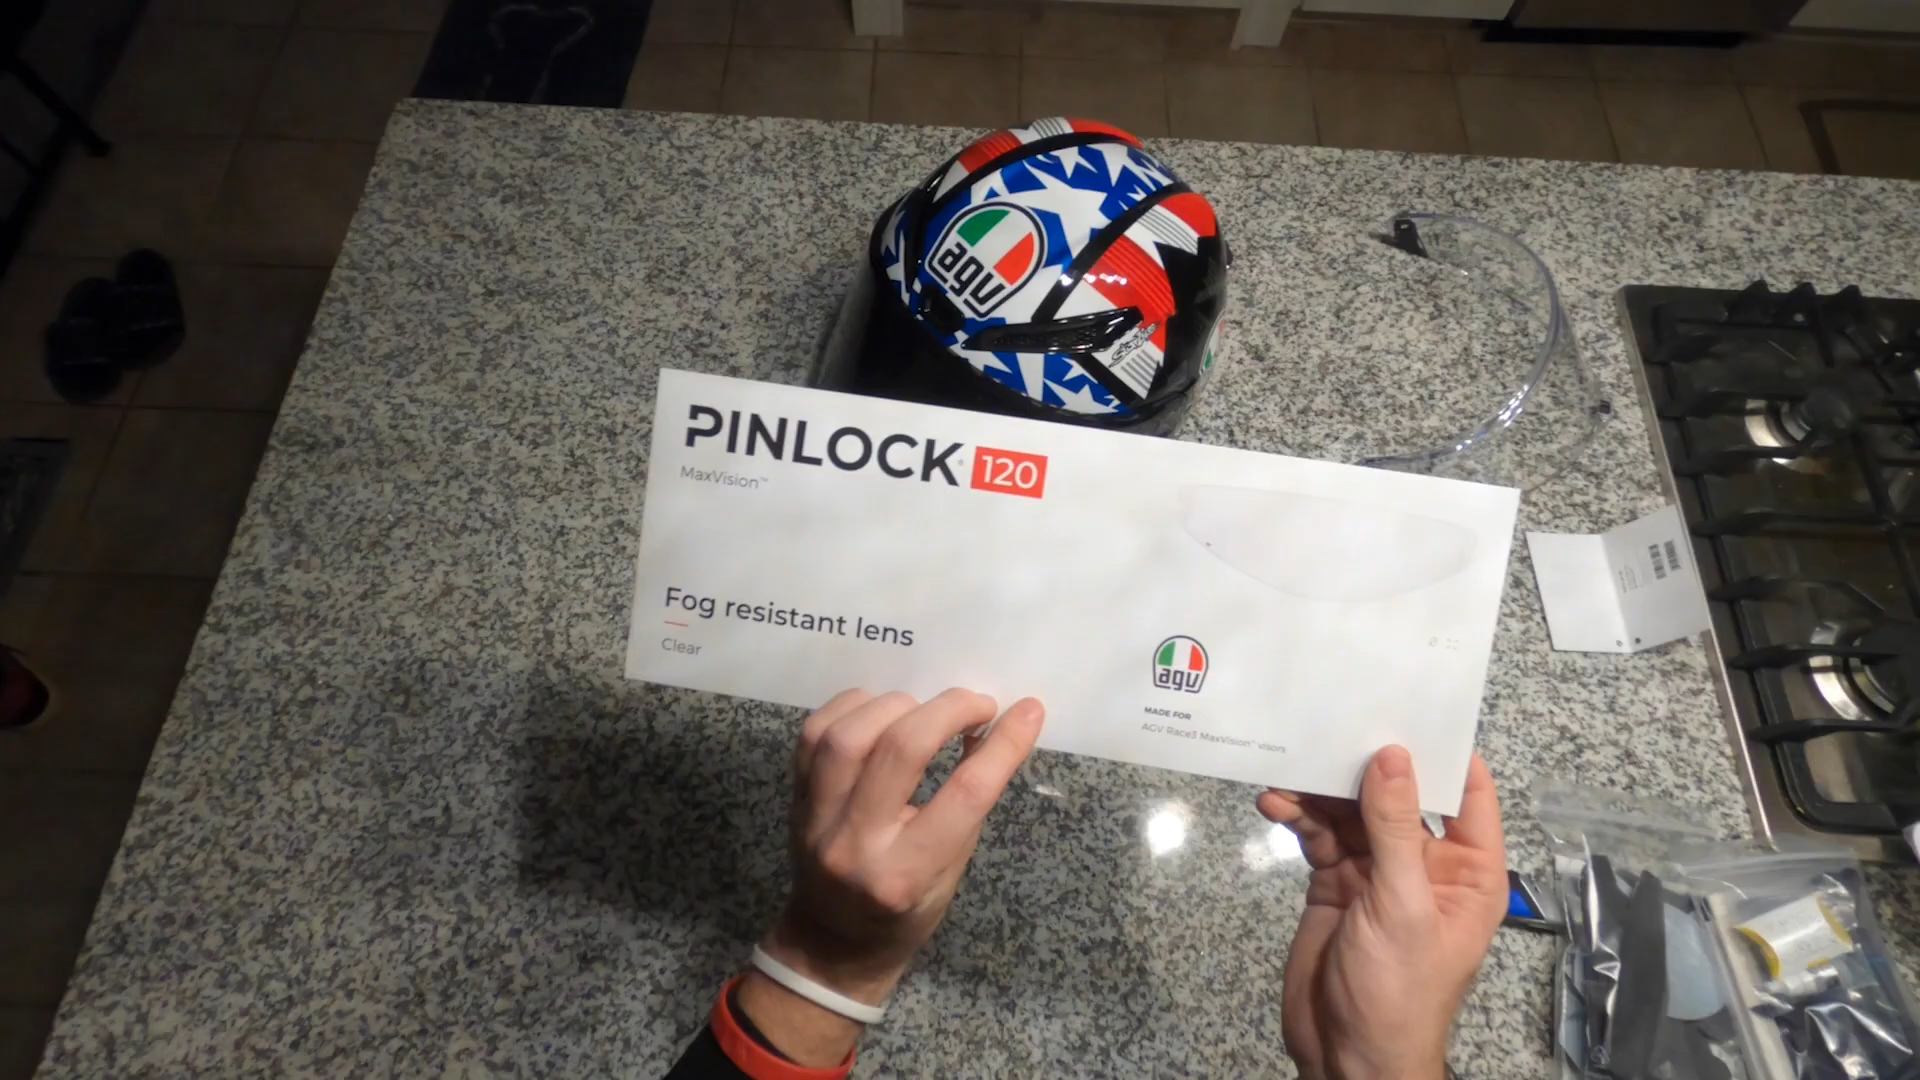 agv
PINLOCK® 120
MaxVision™
Fog resistant lens
Clear
agv
MADE FOR
AGV Race3 MaxVision™ visors